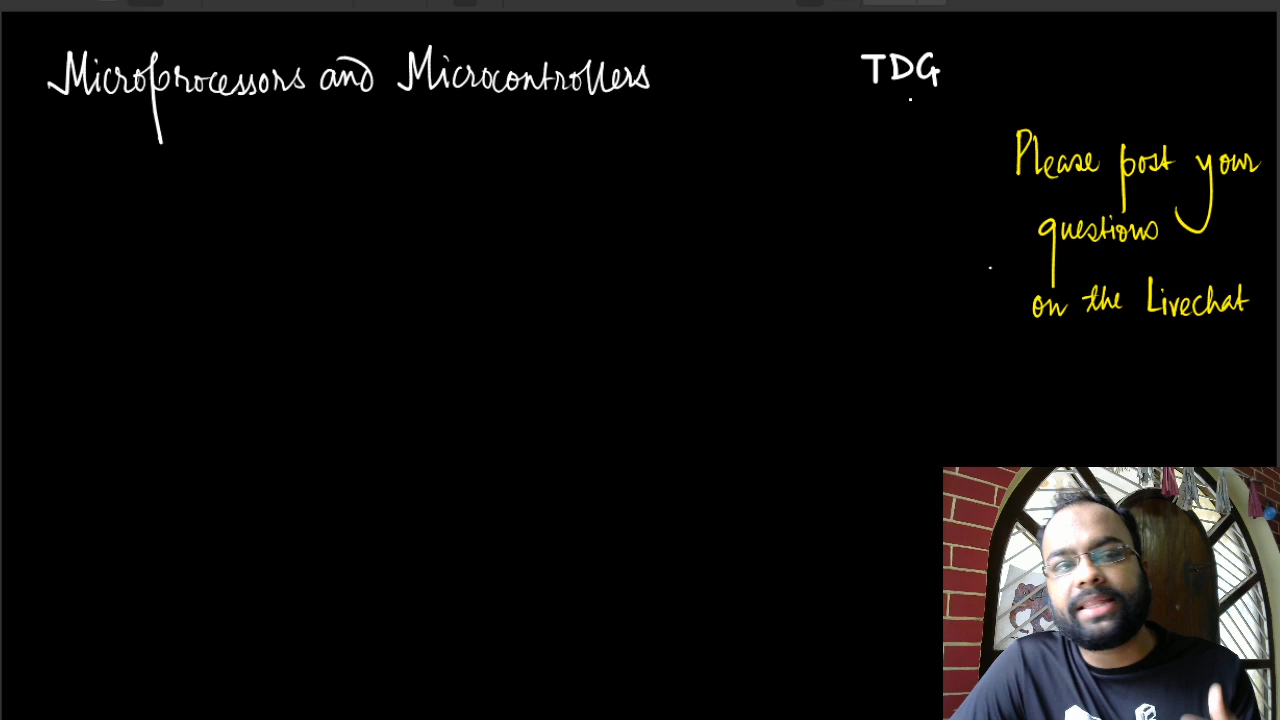 Microprocessors and Microcontrollers
TDG
Please post your
questions
on the Livechat